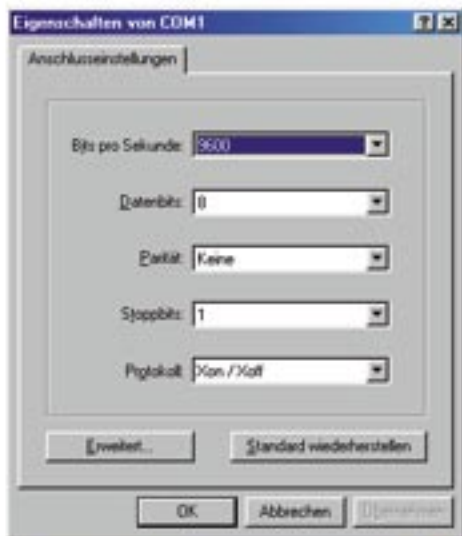 Eigenschaften von COM1
Anschlusseinstellungen
Bits pro Sekunde: 9600
Datenbits: 8
Parität: Keine
Stoppbits: 1
Protokoll: Xon / Xoff
Erweitert...
Standard wiederherstellen
OK
Abbrechen
Übernehmen